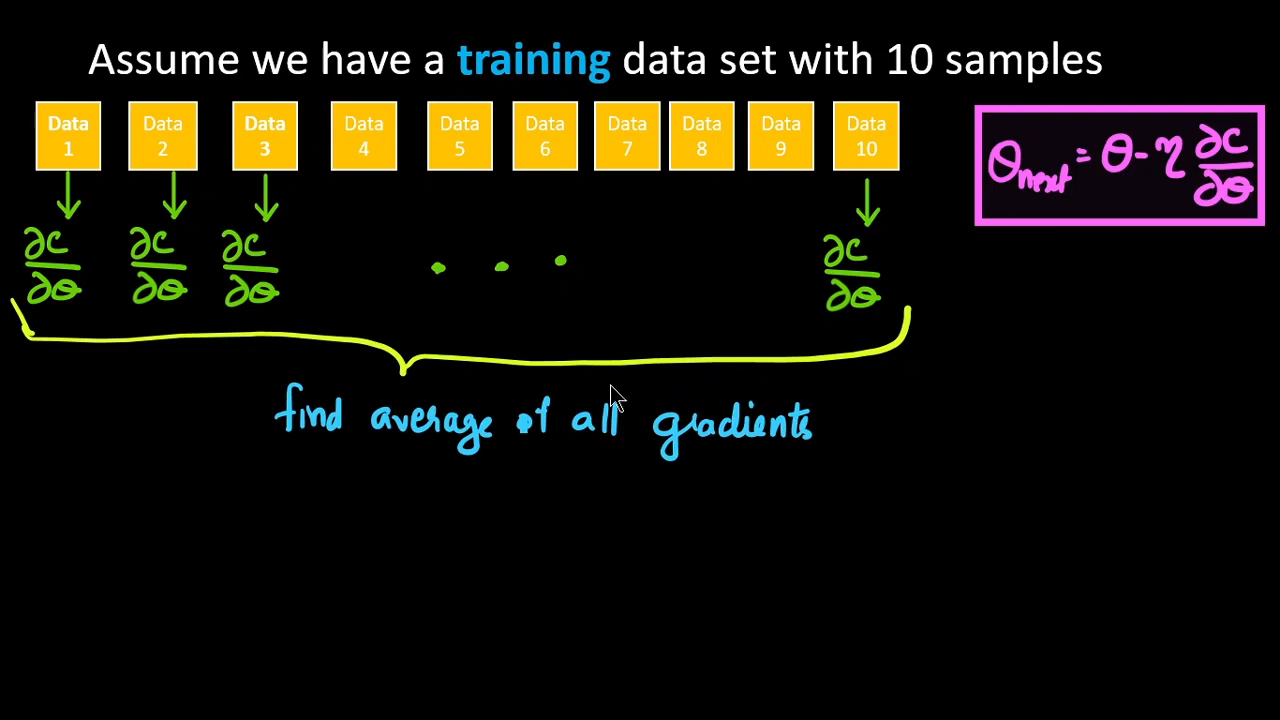 Assume we have a training data set with 10 samples
Data 1
Data 2
Data 3
Data 4
Data 5
Data 6
Data 7
Data 8
Data 9
Data 10
θnext = θ - η ∂C/∂θ
∂C/∂θ ∂C/∂θ ∂C/∂θ . . . ∂C/∂θ
find average of all gradients